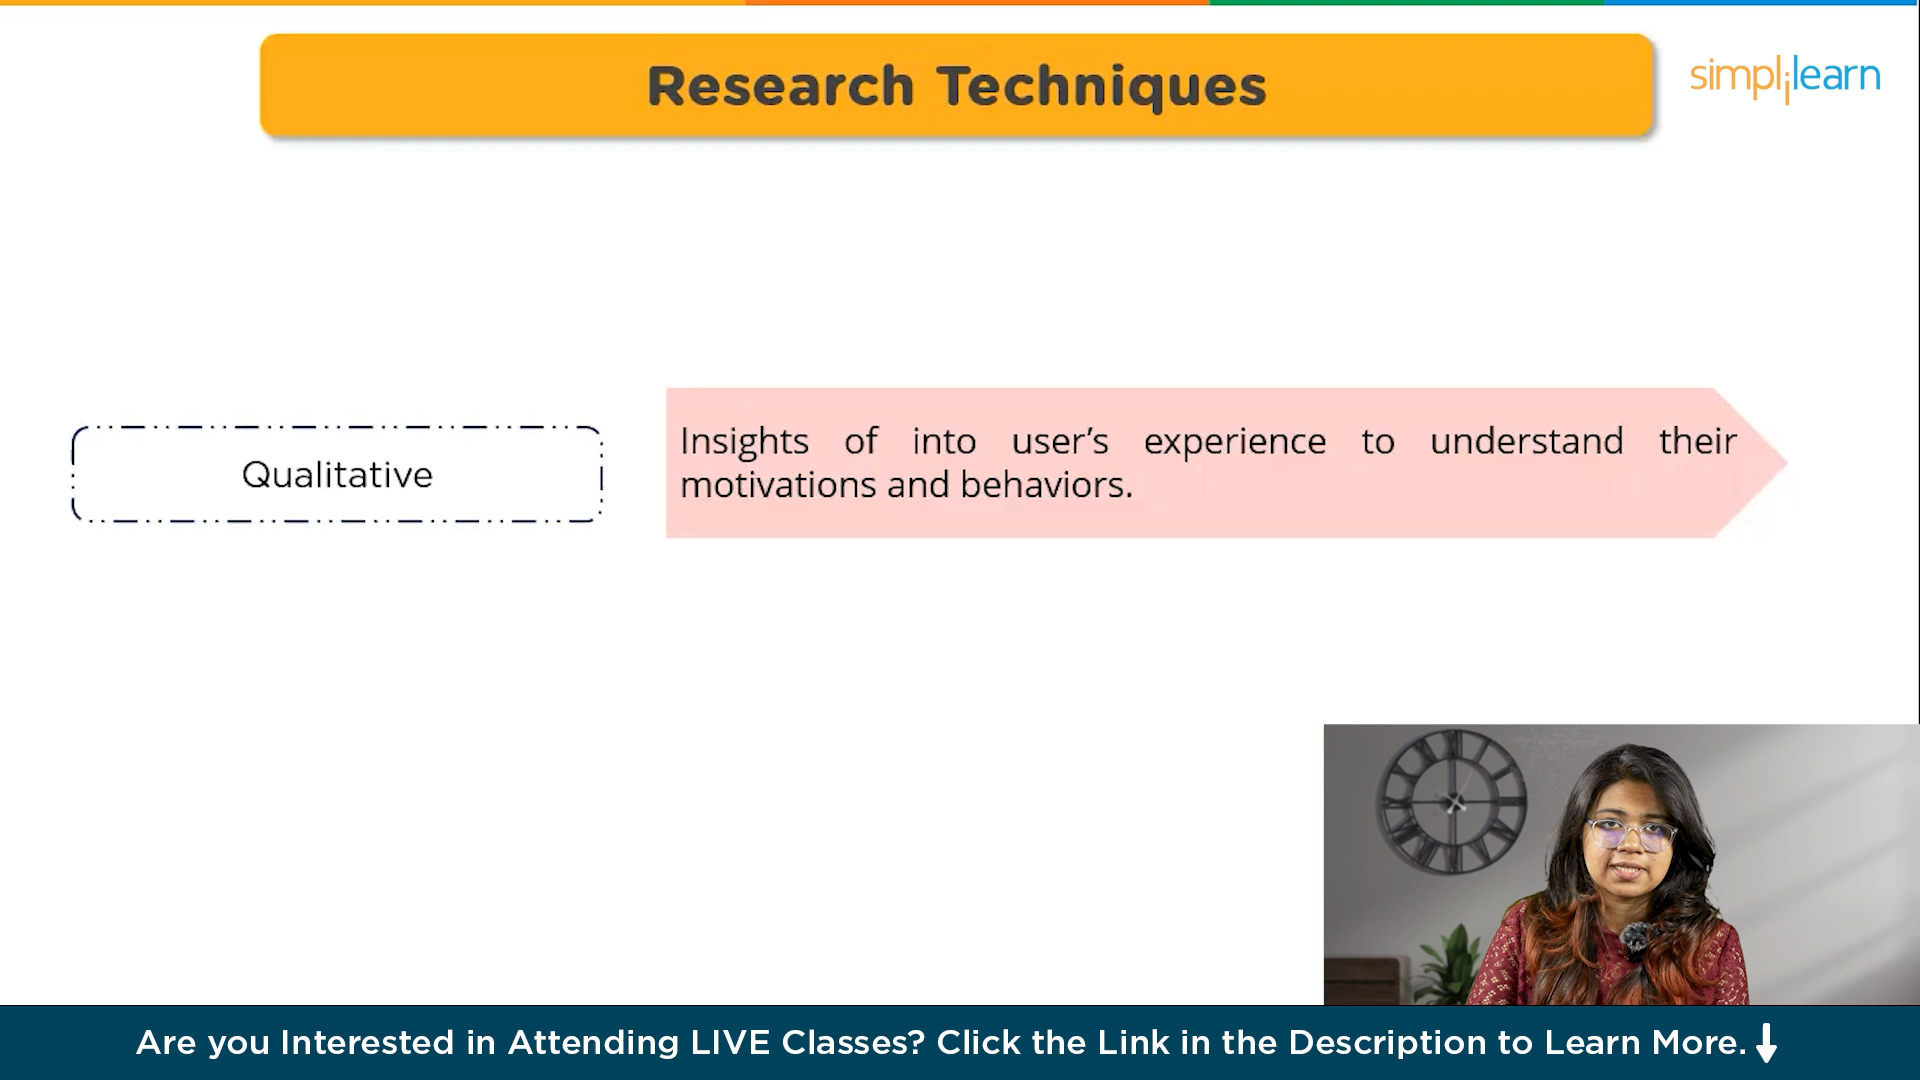 Research Techniques
simplilearn
Qualitative
Insights of into user’s experience to understand their
motivations and behaviors.
Are you Interested in Attending LIVE Classes? Click the Link in the Description to Learn More.